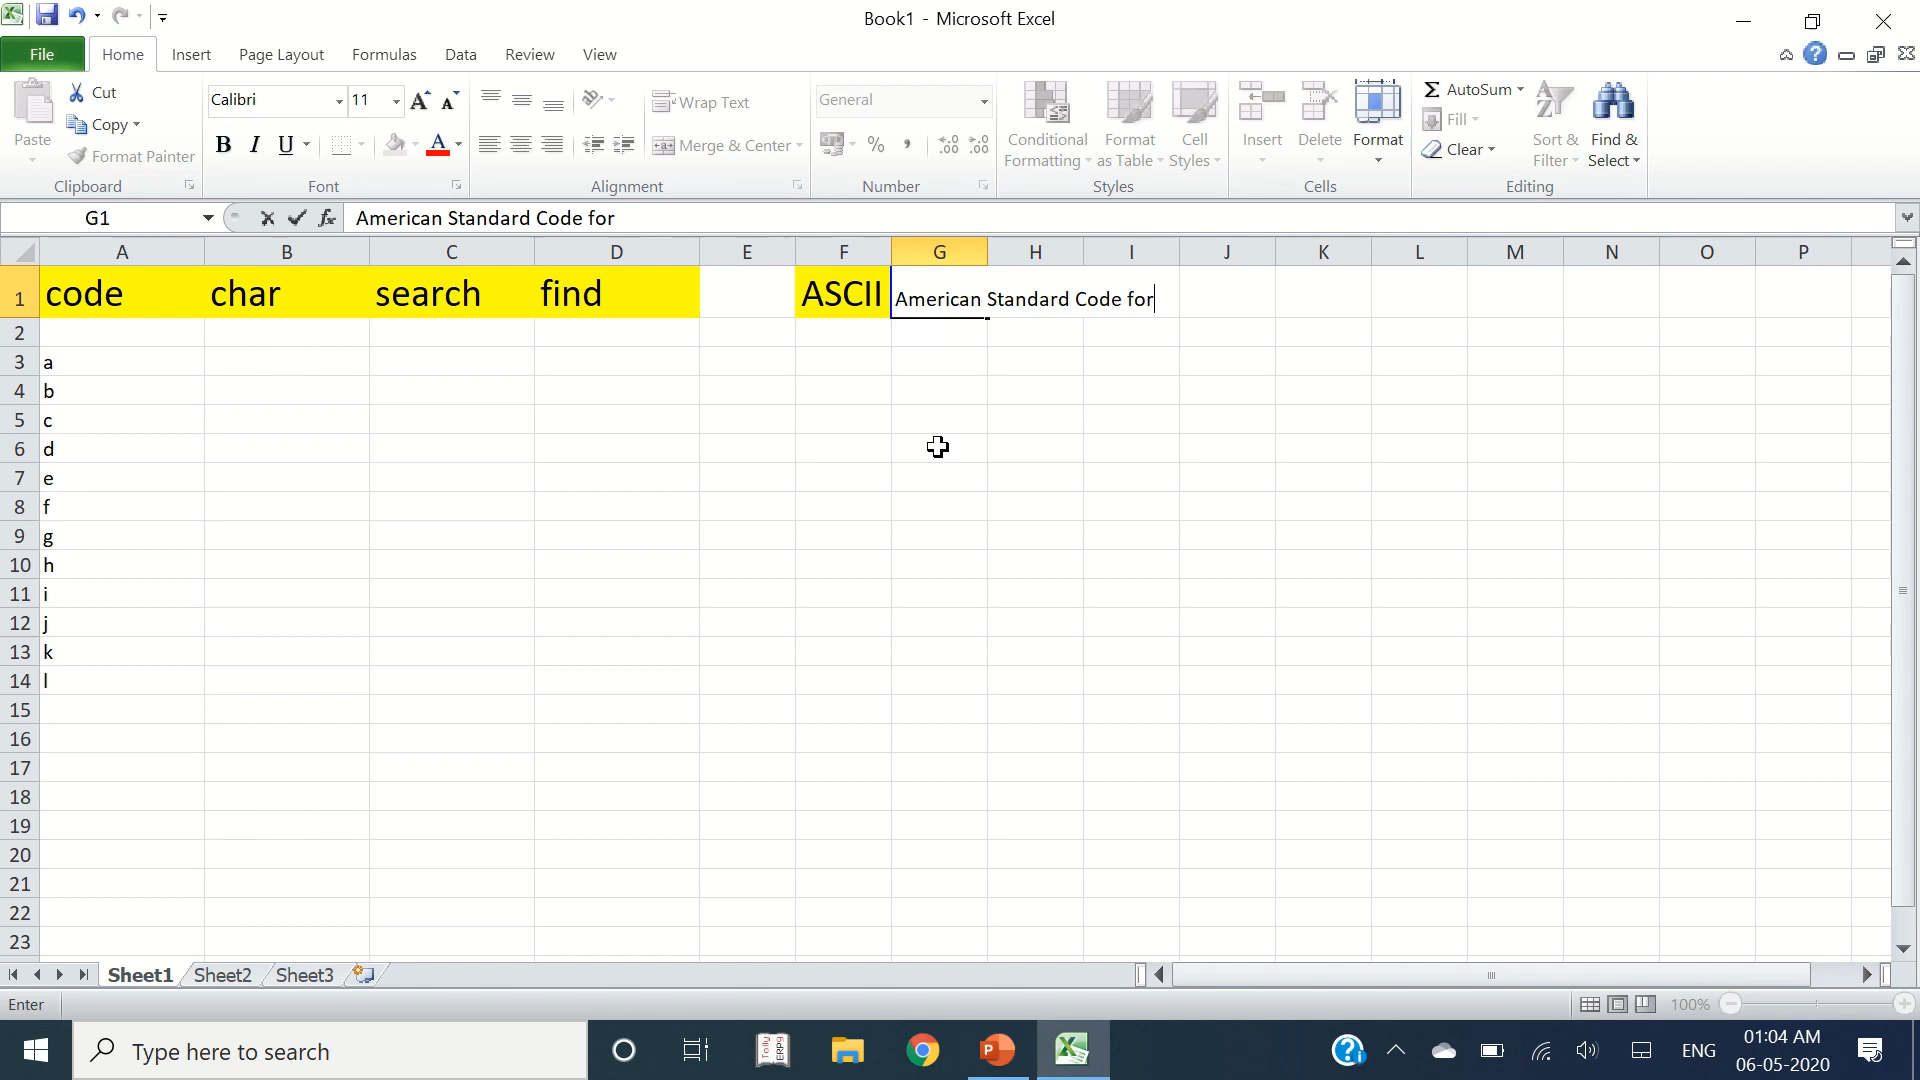 Book1 - Microsoft Excel
File Home Insert Page Layout Formulas Data Review View
Paste
Cut
Copy
Format Painter
Clipboard
Calibri 11
B I U A
Font
Wrap Text
Merge & Center
Alignment
General
% ,
Number
Conditional Formatting
Format as Table
Cell Styles
Styles
Insert
Delete
Format
Cells
Σ AutoSum
Fill
Clear
Sort & Filter
Find & Select
Editing
G1 fx American Standard Code for
A B C D E F G H I J K L M N O P
1 code char search find ASCII American Standard Code for
2
3 a
4 b
5 c
6 d
7 e
8 f
9 g
10 h
11 i
12 j
13 k
14 l
15
16
17
18
19
20
21
22
23
Sheet1 Sheet2 Sheet3
Enter 100%
Type here to search
ENG
01:04 AM
06-05-2020